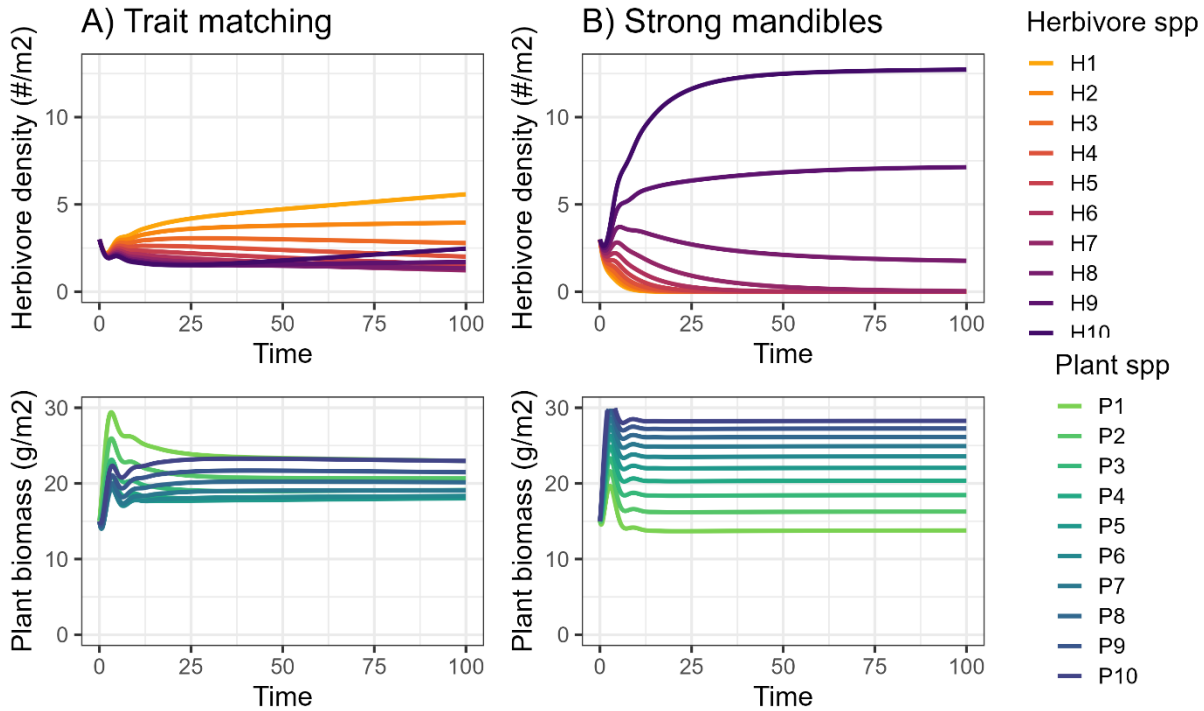 A) Trait matching
Herbivore density (#/m2)
10
5
0
0 25 50 75 100
Time
B) Strong mandibles
Herbivore density (#/m2)
10
5
0
0 25 50 75 100
Time
Herbivore spp
H1
H2
H3
H4
H5
H6
H7
H8
H9
H10
Plant biomass (g/m2)
30
20
10
0
0 25 50 75 100
Time
Plant biomass (g/m2)
30
20
10
0
0 25 50 75 100
Time
Plant spp
P1
P2
P3
P4
P5
P6
P7
P8
P9
P10